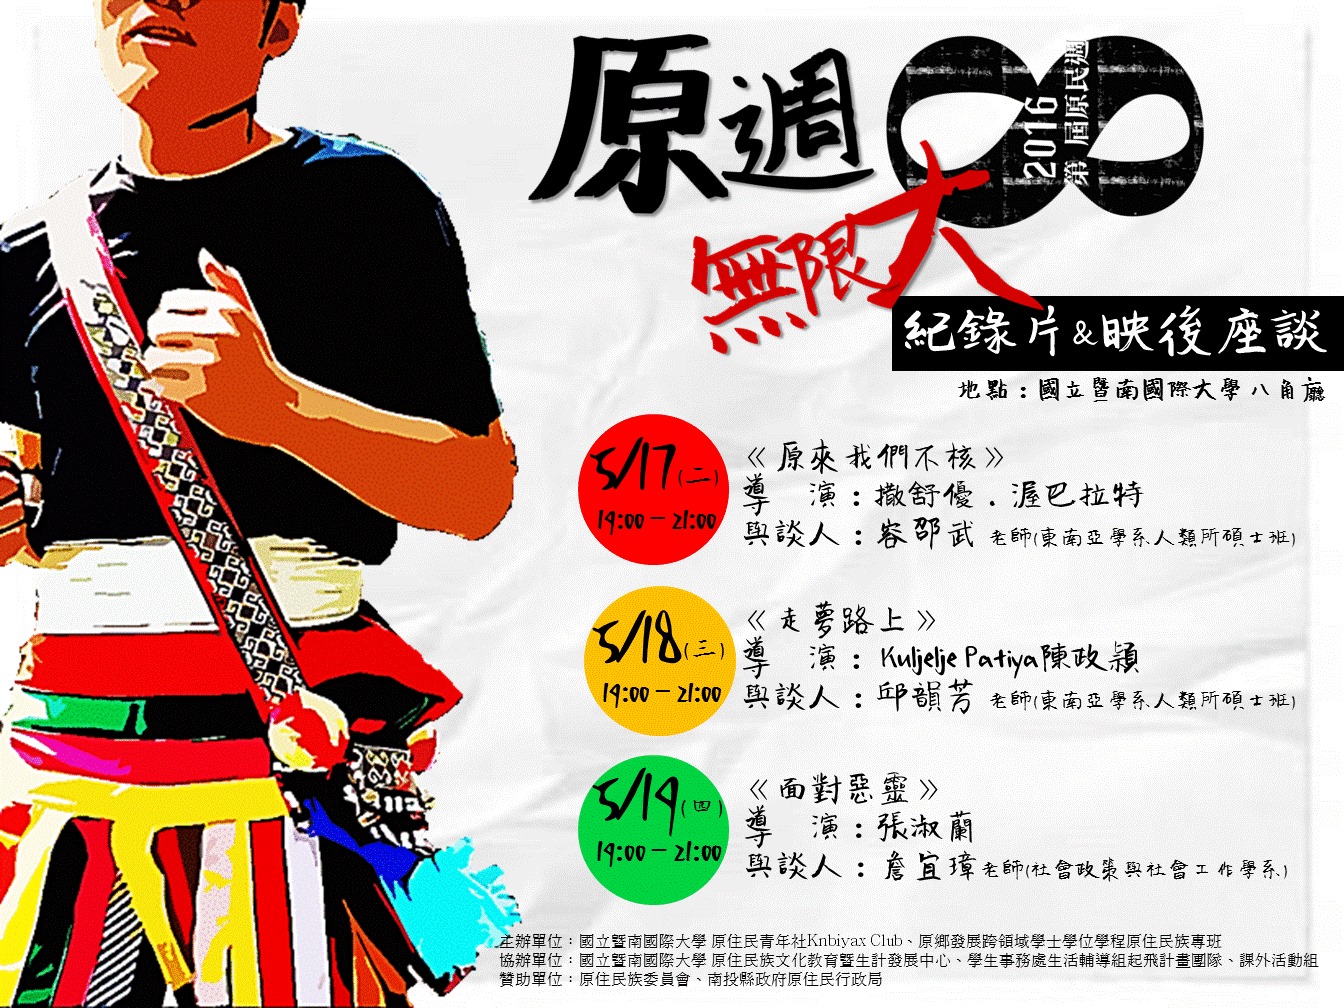 原週
無限大
2016
第 屆原民週
紀錄片&映後座談
地點：國立暨南國際大學 八角廳
5/17(二)
19:00－21:00
《原來我們不核》
導　演：撒舒優．渥巴拉特
與談人：容邵武 老師(東南亞學系人類所碩士班)
5/18(三)
19:00－21:00
《走夢路上》
導　演：Kuljelje Patiya陳政潁
與談人：邱韻芳 老師(東南亞學系人類所碩士班)
5/19(四)
19:00－21:00
《面對惡靈》
導　演：張淑蘭
與談人：詹宜璋老師(社會政策與社會工作學系)
主辦單位：國立暨南國際大學 原住民青年社Knbiyax Club、原鄉發展跨領域學士學位學程原住民族專班
協辦單位：國立暨南國際大學 原住民族文化教育暨生計發展中心、學生事務處生活輔導組起飛計畫團隊、課外活動組
贊助單位：原住民族委員會、南投縣政府原住民行政局